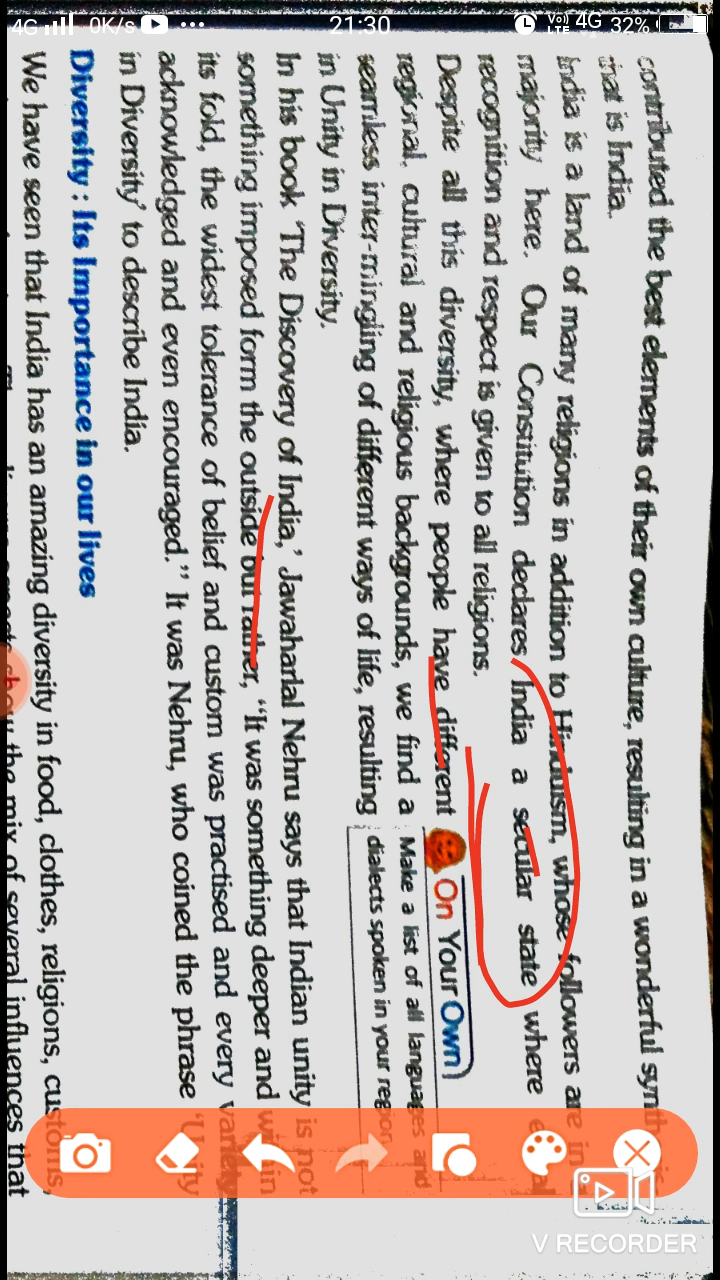 4G 0K/s 21:30 4G 32%
contributed the best elements of their own culture, resulting in a wonderful
that is India.
India is a land of many religions in addition to Hinduism, whose followers are in
majority here. Our Constitution declares India a secular state where
recognition and respect is given to all religions.
Despite all this diversity, where people have different
regional, cultural and religious backgrounds, we find a
seamless inter-mingling of different ways of life, resulting
in Unity in Diversity.
On Your Own
Make a list of all languages and
dialects spoken in your region
In his book 'The Discovery of India,' Jawaharlal Nehru says that Indian unity is not
something imposed form the outside but rather, "It was something deeper and within
its fold, the widest tolerance of belief and custom was practised and every variety
acknowledged and even encouraged." It was Nehru, who coined the phrase 'Unity
in Diversity' to describe India.
Diversity : Its Importance in our lives
We have seen that India has an amazing diversity in food, clothes, religions, customs,
the mix of several influences that
V RECORDER